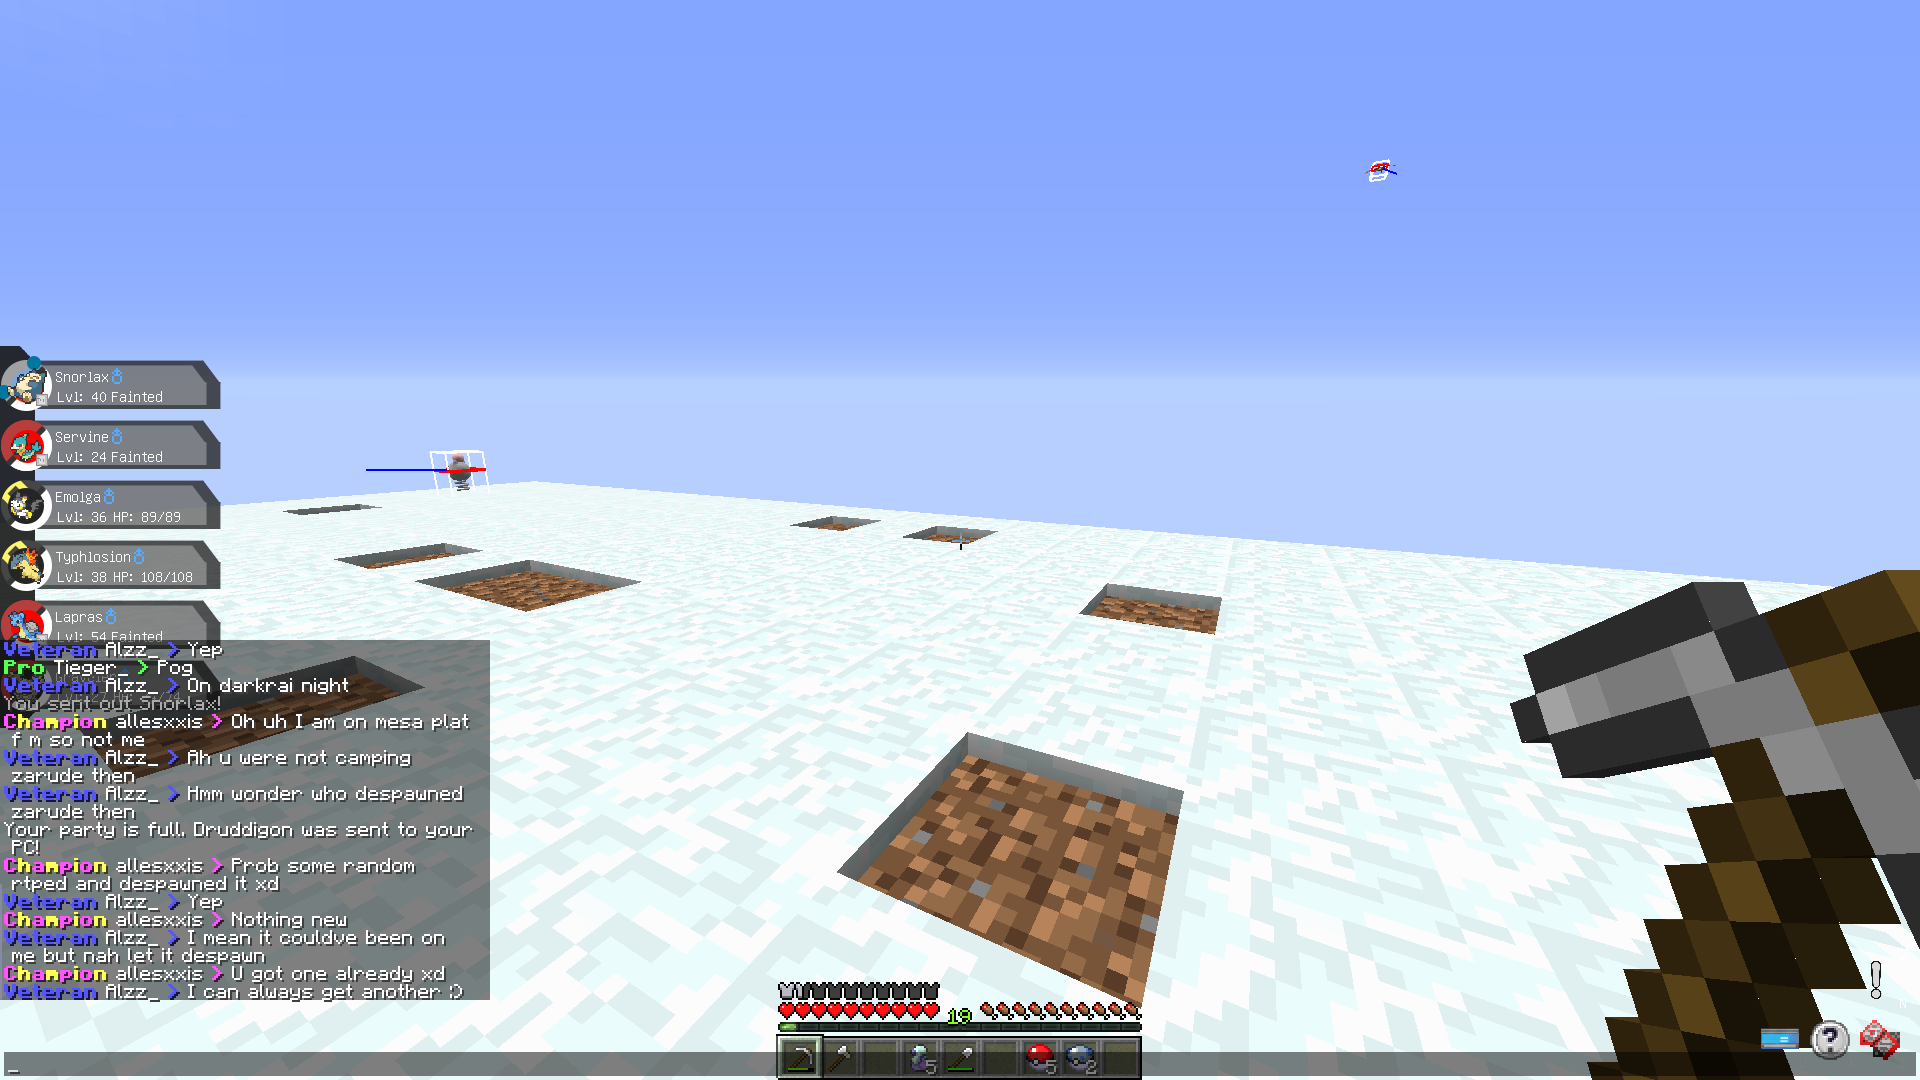 Snorlax
Lvl: 40 Fainted
Servine
Lvl: 24 Fainted
Emolga
Lvl: 36 HP: 89/89
Typhlosion
Lvl: 38 HP: 108/108
Lapras
Lvl: 54 Fainted
Veteran Alzz_ > Yep
Pro Tieger_ > Pog
Veteran Alzz_ > On darkrai night
You sent out Snorlax!
Champion allesxxis > Oh uh I am on mesa plat
f m so not me
Veteran Alzz_ > Ah u were not camping
zarude then
Veteran Alzz_ > Hmm wonder who despawned
zarude then
Your party is full. Druddigon was sent to your
PC!
Champion allesxxis > Prob some random
rtped and despawned it xd
Veteran Alzz_ > Yep
Champion allesxxis > Nothing new
Veteran Alzz_ > I mean it couldve been on
me but nah let it despawn
Champion allesxxis > U got one already xd
Veteran Alzz_ > I can always get another :D
_
19
5
5
2
?
!